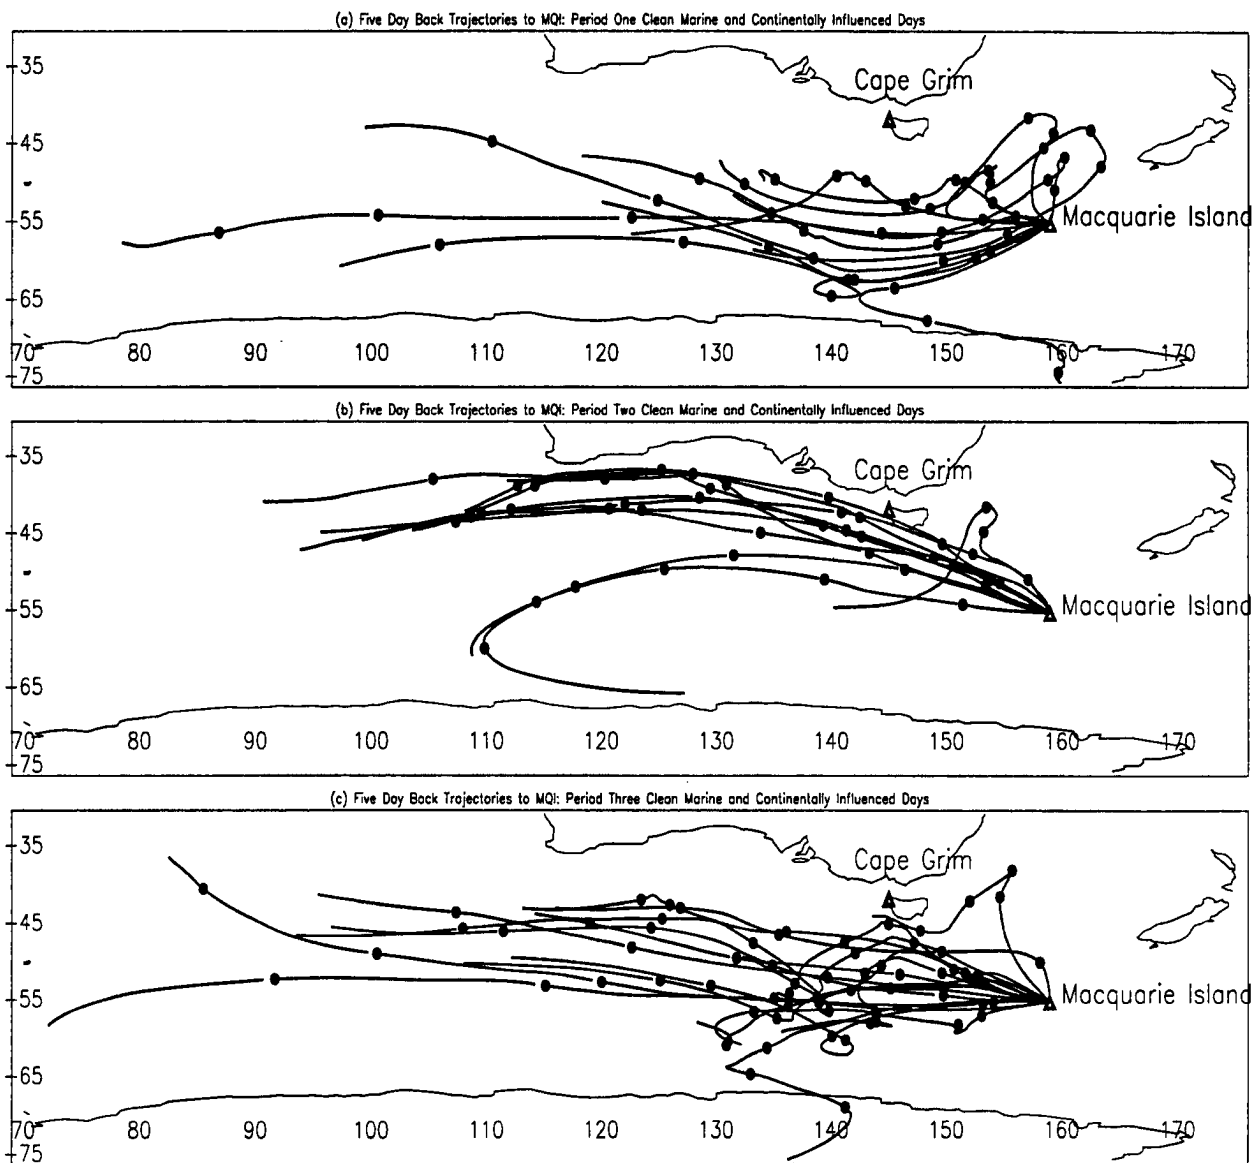 (a) Five Day Back Trajectories to MQI: Period One Clean Marine and Continentally Influenced Days
-35
Cape Grim
-45
-55
Macquarie Island
-65
70 80 90 100 110 120 130 140 150 160 170
-75
(b) Five Day Back Trajectories to MQI: Period Two Clean Marine and Continentally Influenced Days
-35
Cape Grim
-45
-55
Macquarie Island
-65
70 80 90 100 110 120 130 140 150 160 170
-75
(c) Five Day Back Trajectories to MQI: Period Three Clean Marine and Continentally Influenced Days
-35
Cape Grim
-45
-55
Macquarie Island
-65
70 80 90 100 110 120 130 140 150 160 170
-75